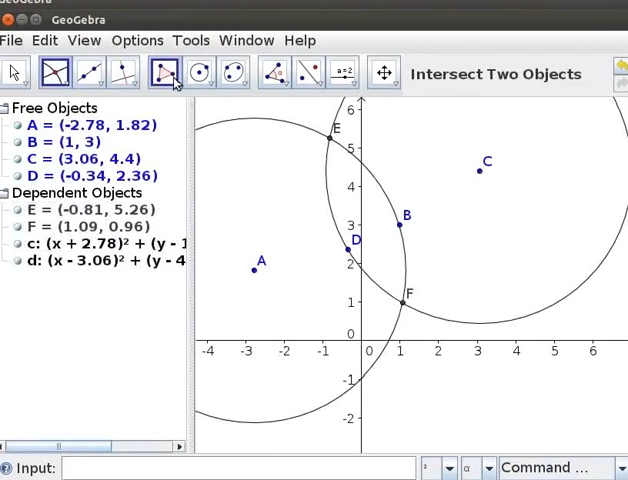 GeoGebra
File Edit View Options Tools Window Help
a=2
Intersect Two Objects
Free Objects
A = (-2.78, 1.82)
B = (1, 3)
C = (3.06, 4.4)
D = (-0.34, 2.36)
Dependent Objects
E = (-0.81, 5.26)
F = (1.09, 0.96)
c: (x + 2.78)² + (y - 1
d: (x - 3.06)² + (y - 4
6
E
5
C
4
B
3
D
2
A
F
1
0
-4 -3 -2 -1 0 1 2 3 4 5 6
-1
-2
Input:
² α Command ...